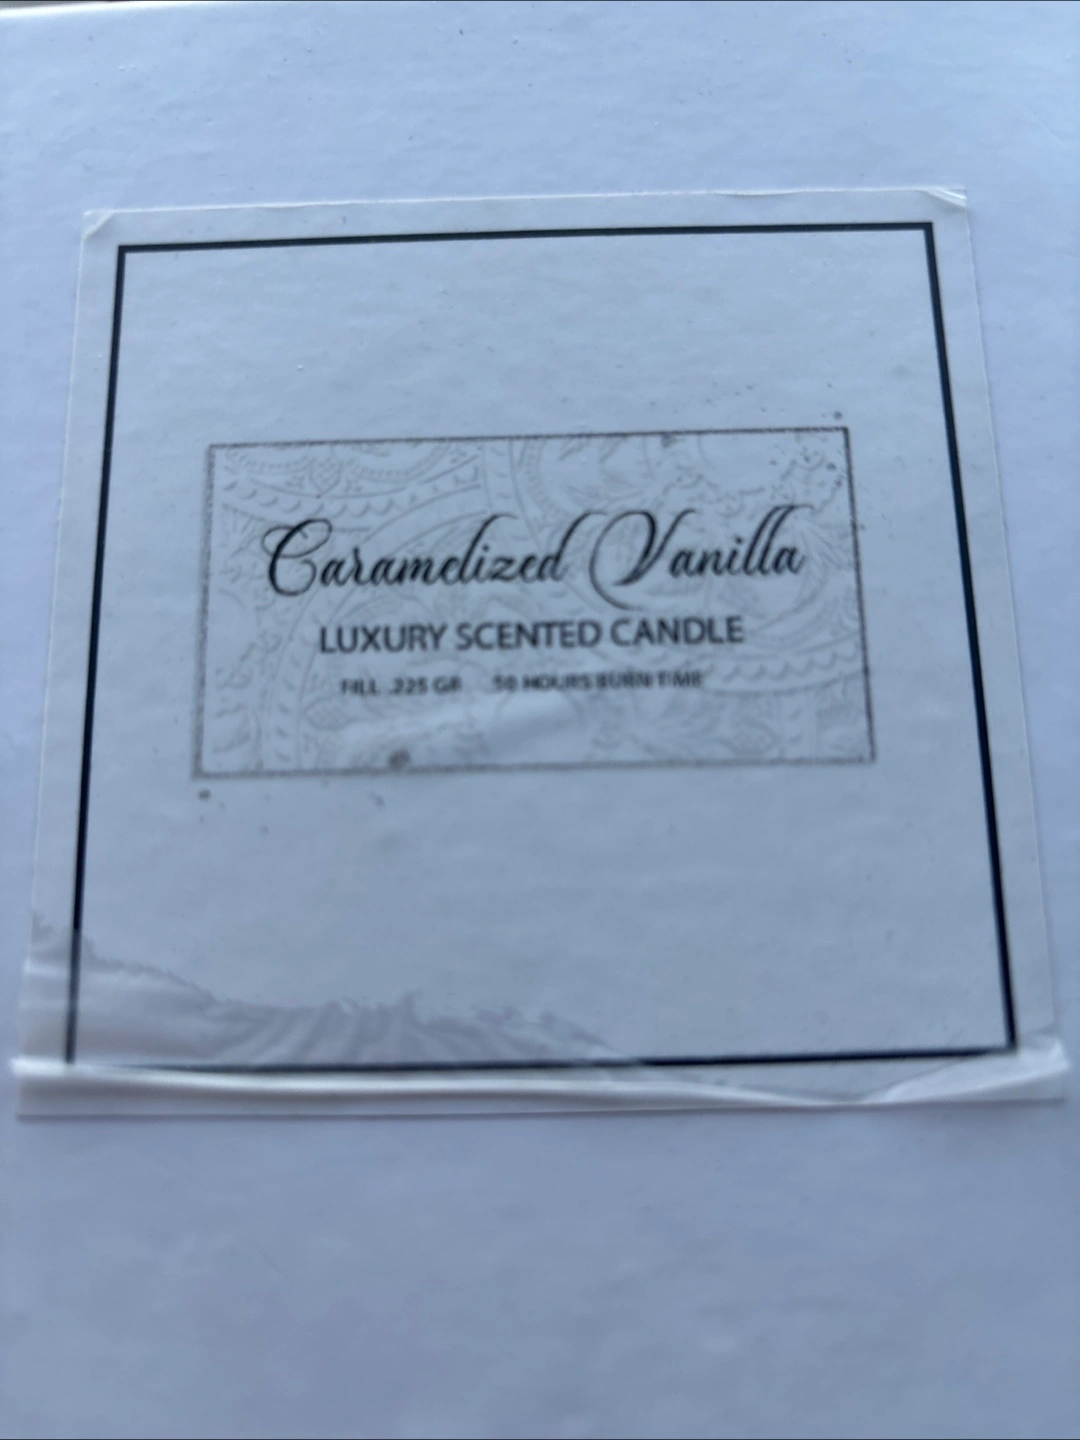 Caramelized Vanilla
LUXURY SCENTED CANDLE
FILL .225 GR 50 HOURS BURN TIME